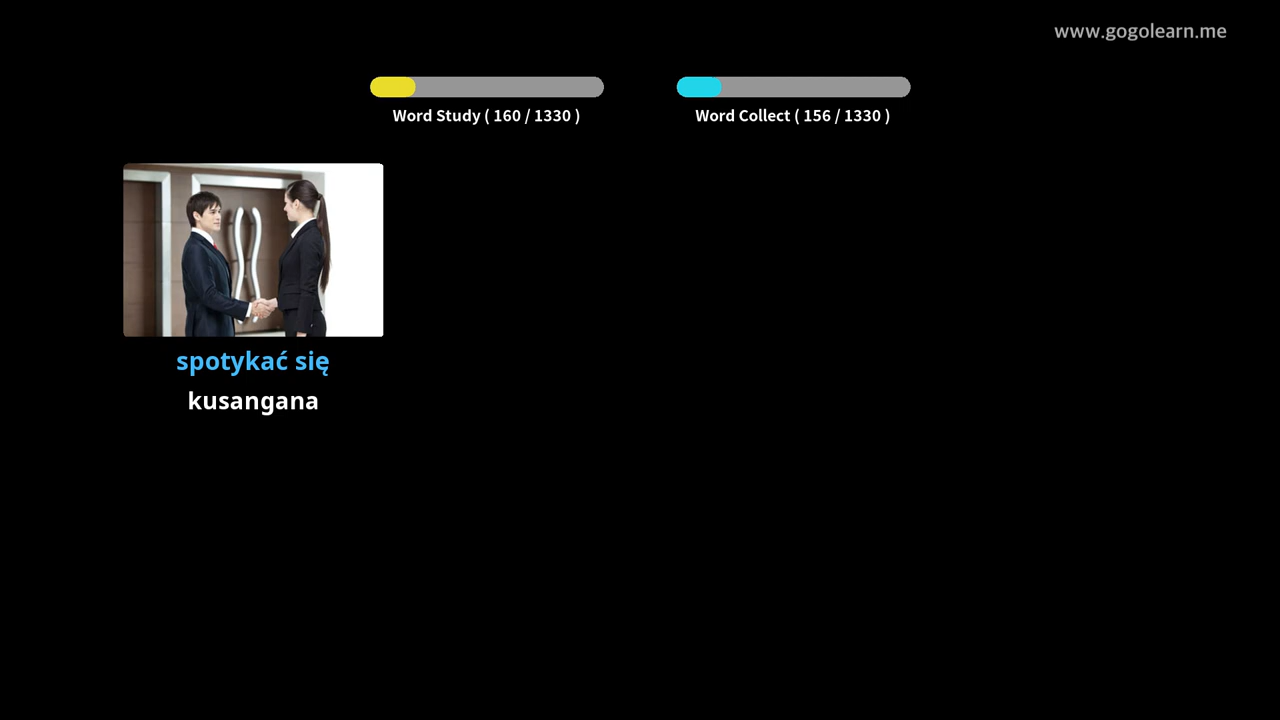 www.gogolearn.me
Word Study ( 160 / 1330 )
Word Collect ( 156 / 1330 )
spotykać się
kusangana